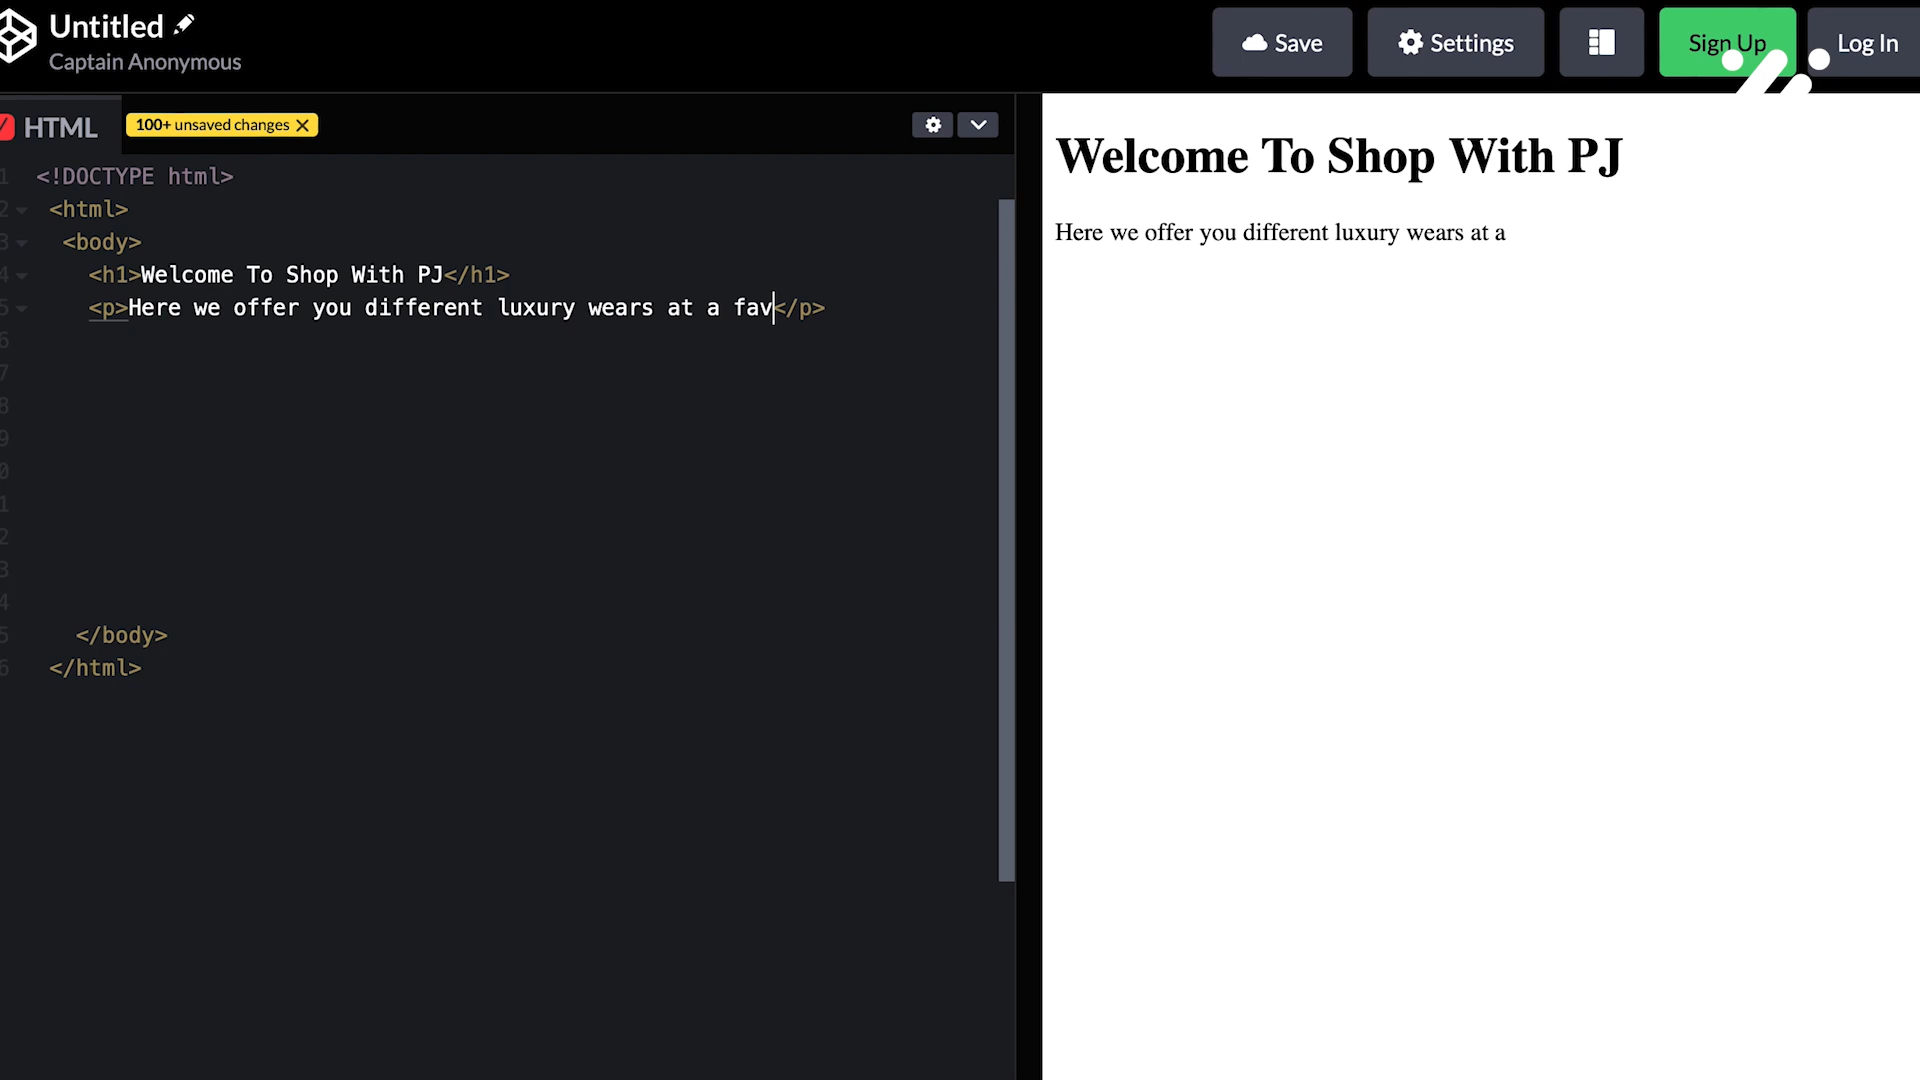 Untitled
Captain Anonymous
Save
Settings
Sign Up
Log In
HTML
100+ unsaved changes
1 <!DOCTYPE html>
2 <html>
3 <body>
4 <h1>Welcome To Shop With PJ</h1>
5 <p>Here we offer you different luxury wears at a fav</p>
6
7
8
9
0
1
2
3
4
5 </body>
6 </html>
Welcome To Shop With PJ
Here we offer you different luxury wears at a